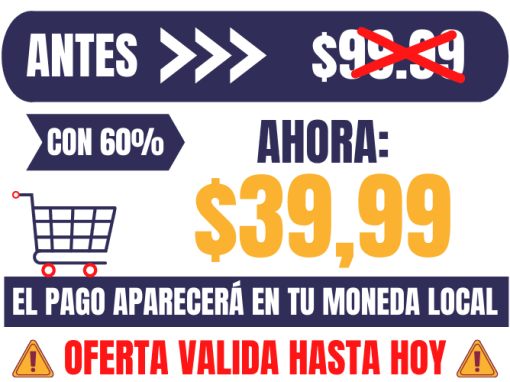 ANTES $99.99
CON 60% AHORA:
$39,99
EL PAGO APARECERÁ EN TU MONEDA LOCAL
OFERTA VALIDA HASTA HOY